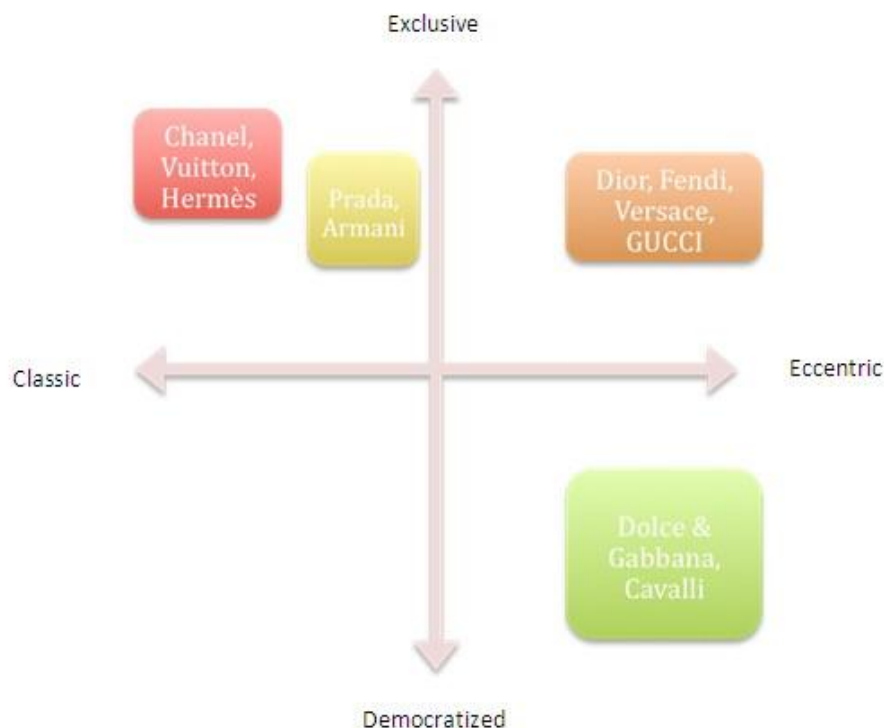 Exclusive
Chanel,
Vuitton,
Hermès
Prada,
Armani
Dior, Fendi,
Versace,
GUCCI
Classic
Eccentric
Dolce &
Gabbana,
Cavalli
Democratized